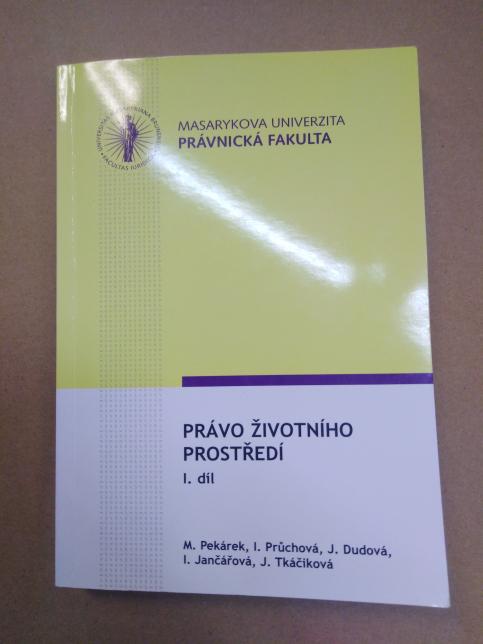 MASARYKOVA UNIVERZITA
PRÁVNICKÁ FAKULTA
PRÁVO ŽIVOTNÍHO
PROSTŘEDÍ
I. díl
M. Pekárek, I. Průchová, J. Dudová,
I. Jančářová, J. Tkáčiková